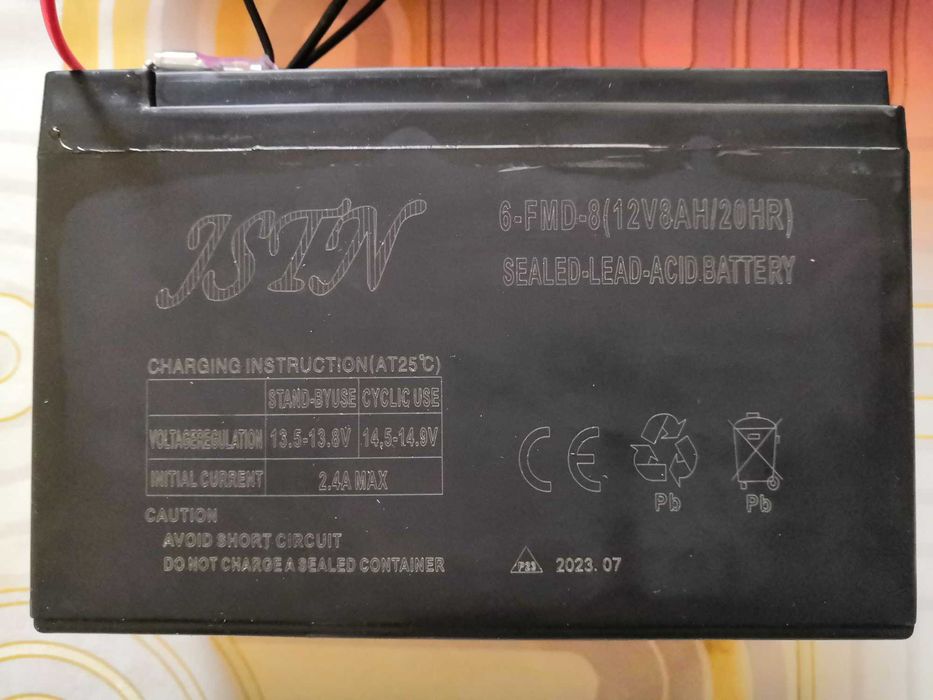 JSTN
6-FMD-8(12V8AH/20HR)
SEALED-LEAD-ACID.BATTERY
CHARGING INSTRUCTION(AT25°C)
STAND-BYUSE CYCLIC USE
VOLTAGEREGULATION 13.5-13.8V 14,5-14.9V
INITIAL CURRENT 2.4A MAX
CAUTION
AVOID SHORT CIRCUIT
DO NOT CHARGE A SEALED CONTAINER
CE
Pb Pb
P33 2023.07